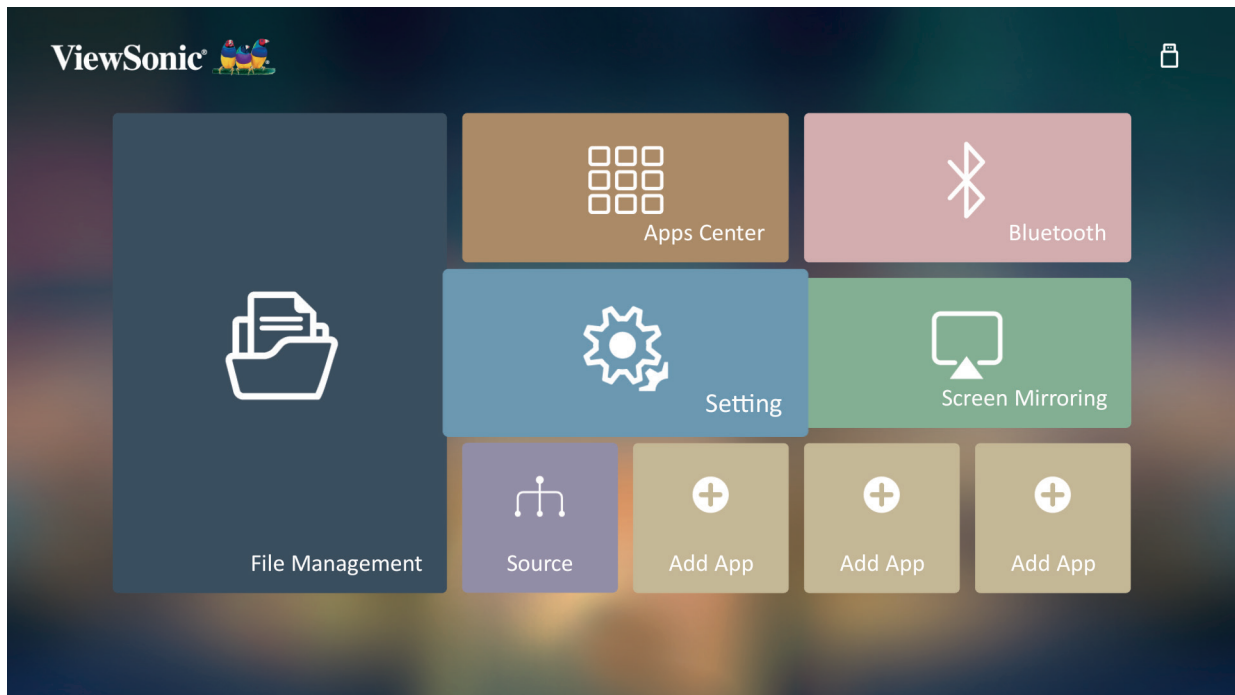 ViewSonic®
Apps Center
Bluetooth
Setting
Screen Mirroring
File Management
Source
Add App
Add App
Add App